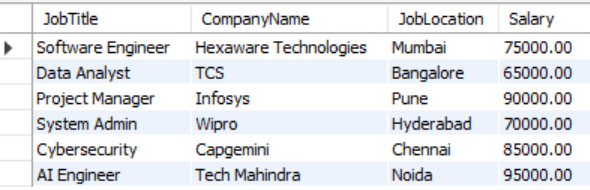 JobTitle CompanyName JobLocation Salary
Software Engineer Hexaware Technologies Mumbai 75000.00
Data Analyst TCS Bangalore 65000.00
Project Manager Infosys Pune 90000.00
System Admin Wipro Hyderabad 70000.00
Cybersecurity Capgemini Chennai 85000.00
AI Engineer Tech Mahindra Noida 95000.00